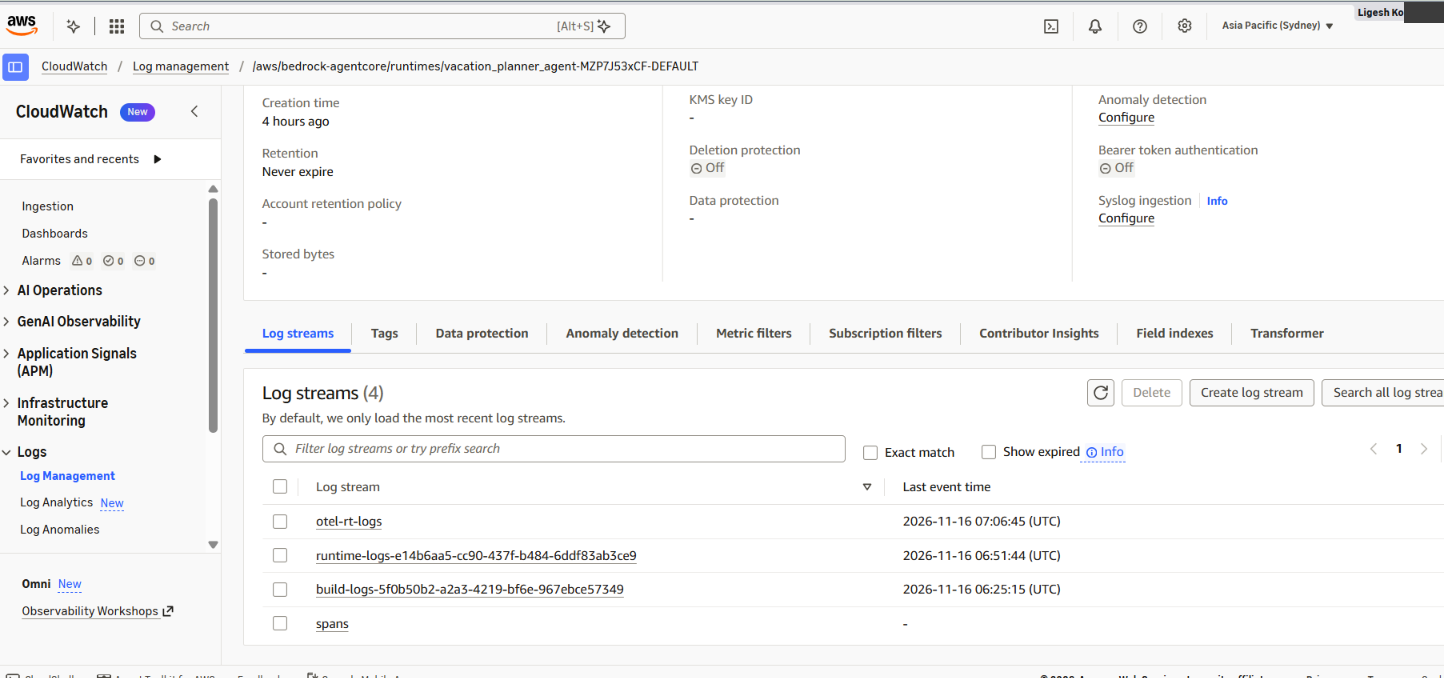 Ligesh Ko
aws Search [Alt+S] Asia Pacific (Sydney) ▼
CloudWatch / Log management / /aws/bedrock-agentcore/runtimes/vacation_planner_agent-MZP7J53xCF-DEFAULT
CloudWatch New
Favorites and recents
Ingestion
Dashboards
Alarms 0 0 0
AI Operations
GenAI Observability
Application Signals
(APM)
Infrastructure
Monitoring
Logs
Log Management
Log Analytics New
Log Anomalies
Omni New
Observability Workshops
Creation time
4 hours ago
Retention
Never expire
Account retention policy
-
Stored bytes
-
KMS key ID
-
Deletion protection
Off
Data protection
-
Anomaly detection
Configure
Bearer token authentication
Off
Syslog ingestion Info
Configure
Log streams Tags Data protection Anomaly detection Metric filters Subscription filters Contributor Insights Field indexes Transformer
Log streams (4)
Delete Create log stream Search all log strea
By default, we only load the most recent log streams.
Filter log streams or try prefix search Exact match Show expired Info 1
Log stream Last event time
otel-rt-logs 2026-11-16 07:06:45 (UTC)
runtime-logs-e14b6aa5-cc90-437f-b484-6ddf83ab3ce9 2026-11-16 06:51:44 (UTC)
build-logs-5f0b50b2-a2a3-4219-bf6e-967ebce57349 2026-11-16 06:25:15 (UTC)
spans -